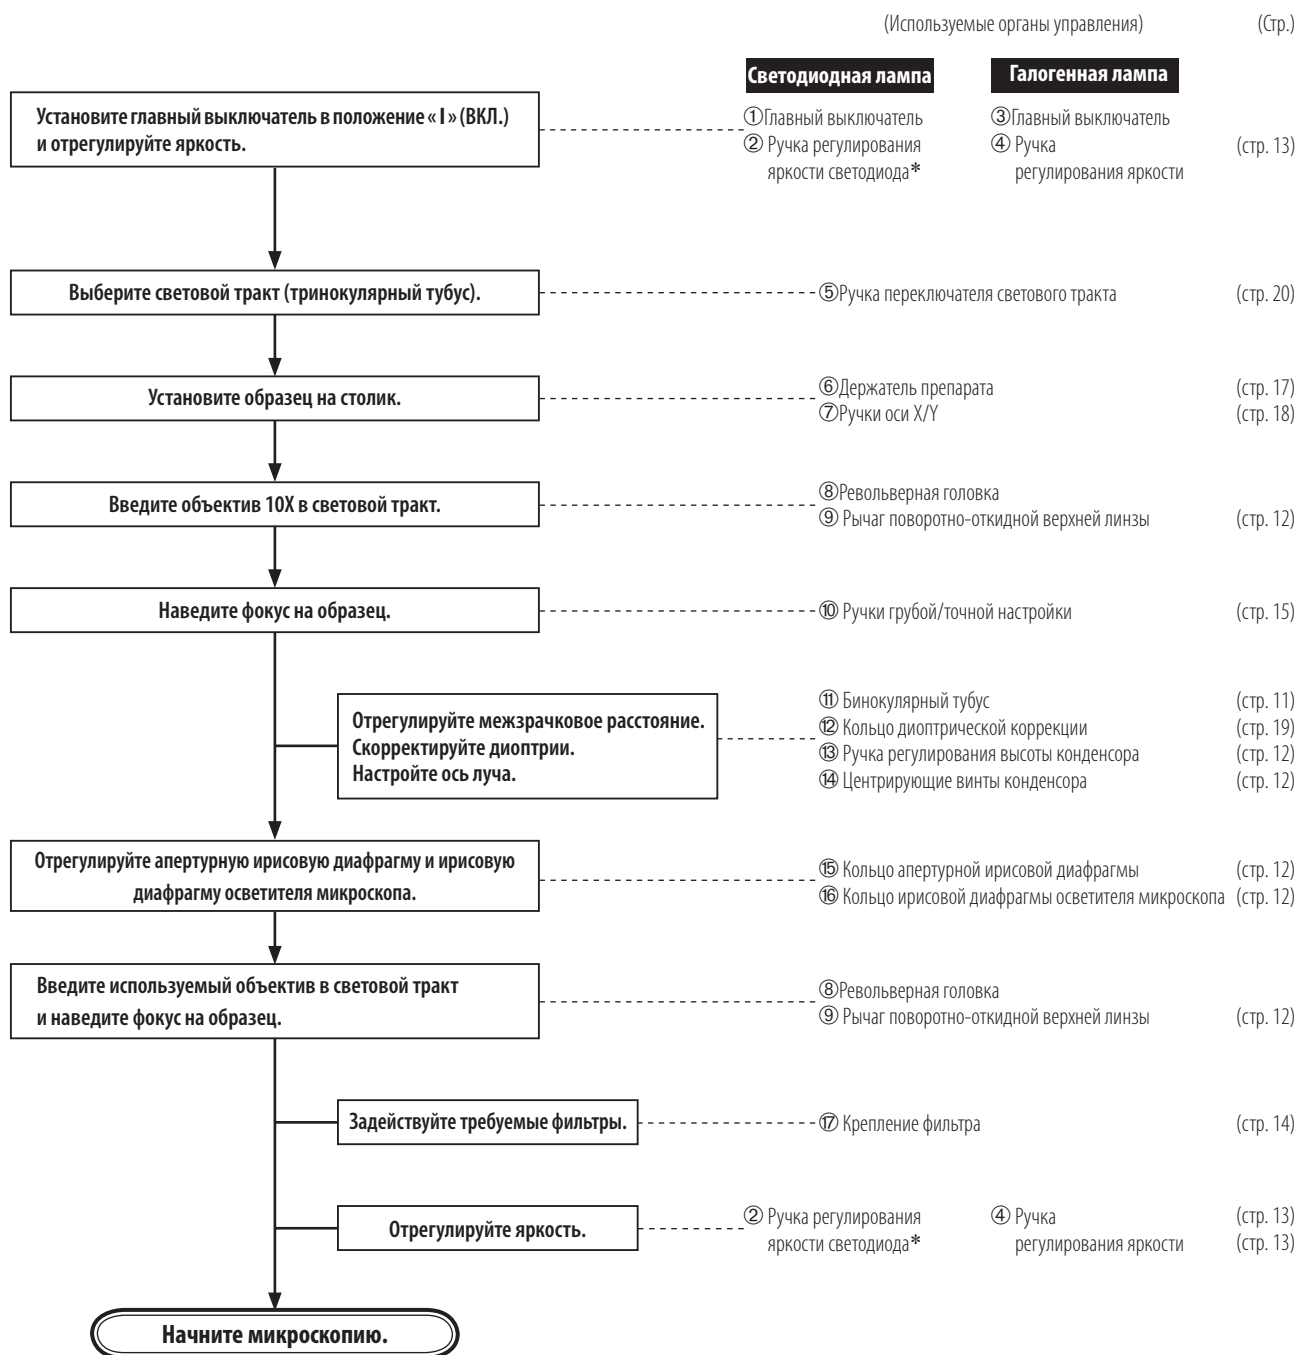 (Используемые органы управления) (Стр.)
Светодиодная лампа Галогенная лампа
Установите главный выключатель в положение « I » (ВКЛ.)
и отрегулируйте яркость.
①Главный выключатель ③Главный выключатель
② Ручка регулирования ④ Ручка (стр. 13)
яркости светодиода* регулирования яркости
Выберите световой тракт (тринокулярный тубус). ⑤Ручка переключателя светового тракта (стр. 20)
Установите образец на столик.
⑥Держатель препарата (стр. 17)
⑦Ручки оси X/Y (стр. 18)
Введите объектив 10X в световой тракт.
⑧Револьверная головка
⑨ Рычаг поворотно-откидной верхней линзы (стр. 12)
Наведите фокус на образец. ⑩ Ручки грубой/точной настройки (стр. 15)
Отрегулируйте межзрачковое расстояние.
Скорректируйте диоптрии.
Настройте ось луча.
⑪ Бинокулярный тубус (стр. 11)
⑫ Кольцо диоптрической коррекции (стр. 19)
⑬ Ручка регулирования высоты конденсора (стр. 12)
⑭ Центрирующие винты конденсора (стр. 12)
Отрегулируйте апертурную ирисовую диафрагму и ирисовую
диафрагму осветителя микроскопа.
⑮ Кольцо апертурной ирисовой диафрагмы (стр. 12)
⑯ Кольцо ирисовой диафрагмы осветителя микроскопа (стр. 12)
Введите используемый объектив в световой тракт
и наведите фокус на образец.
⑧Револьверная головка
⑨ Рычаг поворотно-откидной верхней линзы (стр. 12)
Задействуйте требуемые фильтры. ⑰ Крепление фильтра (стр. 14)
Отрегулируйте яркость.
② Ручка регулирования ④ Ручка (стр. 13)
яркости светодиода* регулирования яркости (стр. 13)
Начните микроскопию.